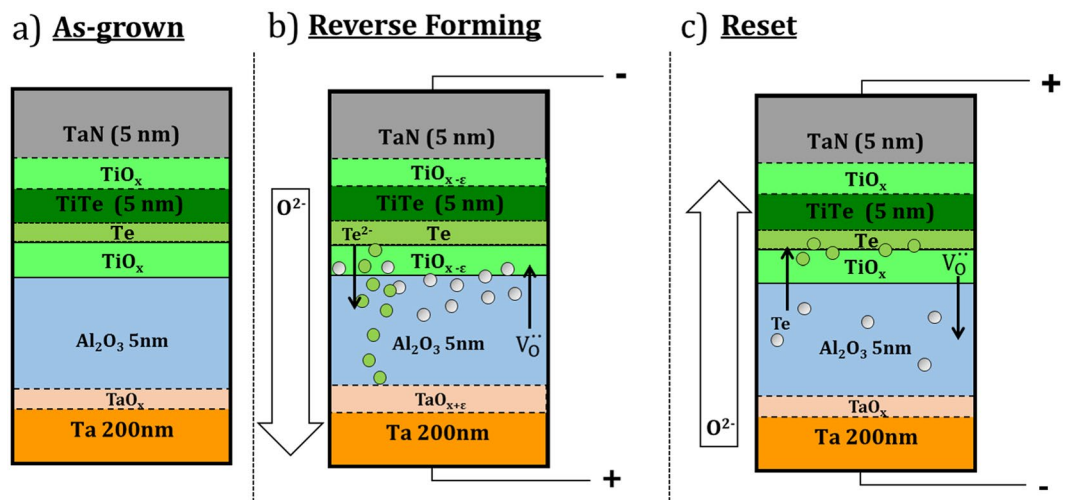 a) As-grown
TaN (5 nm)
TiOₓ
TiTe (5 nm)
Te
TiOₓ
Al₂O₃ 5nm
TaOₓ
Ta 200nm
b) Reverse Forming
-
O²⁻
TaN (5 nm)
TiOₓ₋ε
TiTe (5 nm)
Te²⁻
Te
TiOₓ₋ε
Al₂O₃ 5nm
V_O^¨
TaOₓ₊ε
Ta 200nm
+
c) Reset
+
TaN (5 nm)
TiOₓ
TiTe (5 nm)
Te
TiOₓ
V_O^¨
Te
Al₂O₃ 5nm
TaOₓ
O²⁻
Ta 200nm
-